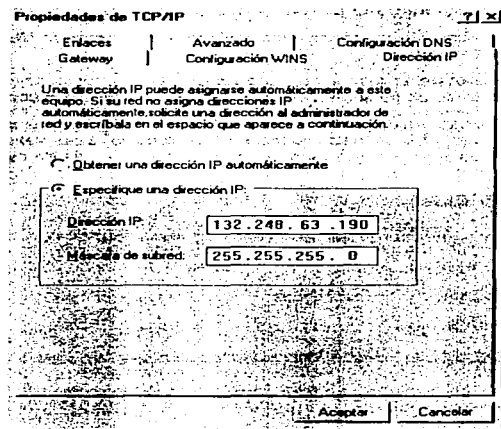 Propiedades de TCP/IP ? ×
Enlaces Avanzado Configuración DNS
Gateway Configuración WINS Dirección IP
Una dirección IP puede asignarse automáticamente a este
equipo. Si su red no asigna direcciones IP
automáticamente, solicite una dirección al administrador de
red y escríbala en el espacio que aparece a continuación.
Obtener una dirección IP automáticamente
Especifique una dirección IP:
Dirección IP: 132.248.63.190
Máscara de subred: 255.255.255.0
Aceptar Cancelar